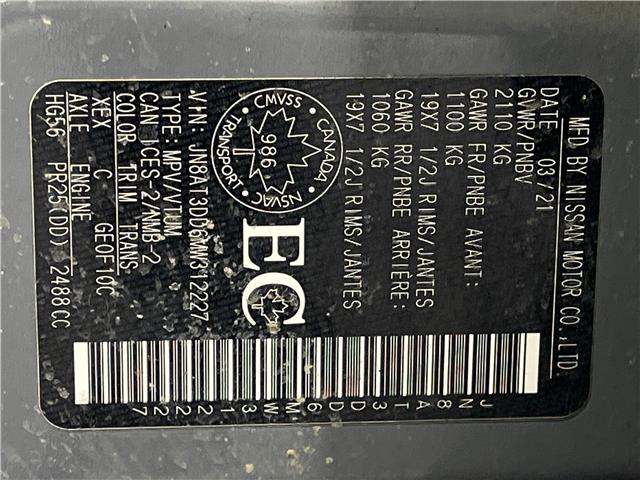 MFD BY NISSAN MOTOR CO.,LTD.
DATE 03/21
GVWR/PNBV
2110 KG
GAWR FR/PNBE AVANT:
1100 KG
19X7 1/2J RIMS/JANTES
GAWR RR/PNBE ARRIÈRE:
1060 KG
19X7 1/2J RIMS/JANTES
CMVSS
CANADA
NSVAC
TRANSPORT
986
EC
V/N: JN8AT3DD6MW312227
TYPE: MPV/VTUM
CAN ICES-2/NMB-2
COLOR TRIM TRANS
XEX C GEOF10C
AXLE ENGINE
HG56 PR25(DD) 2488CC
JN8AT3DD6MW312227